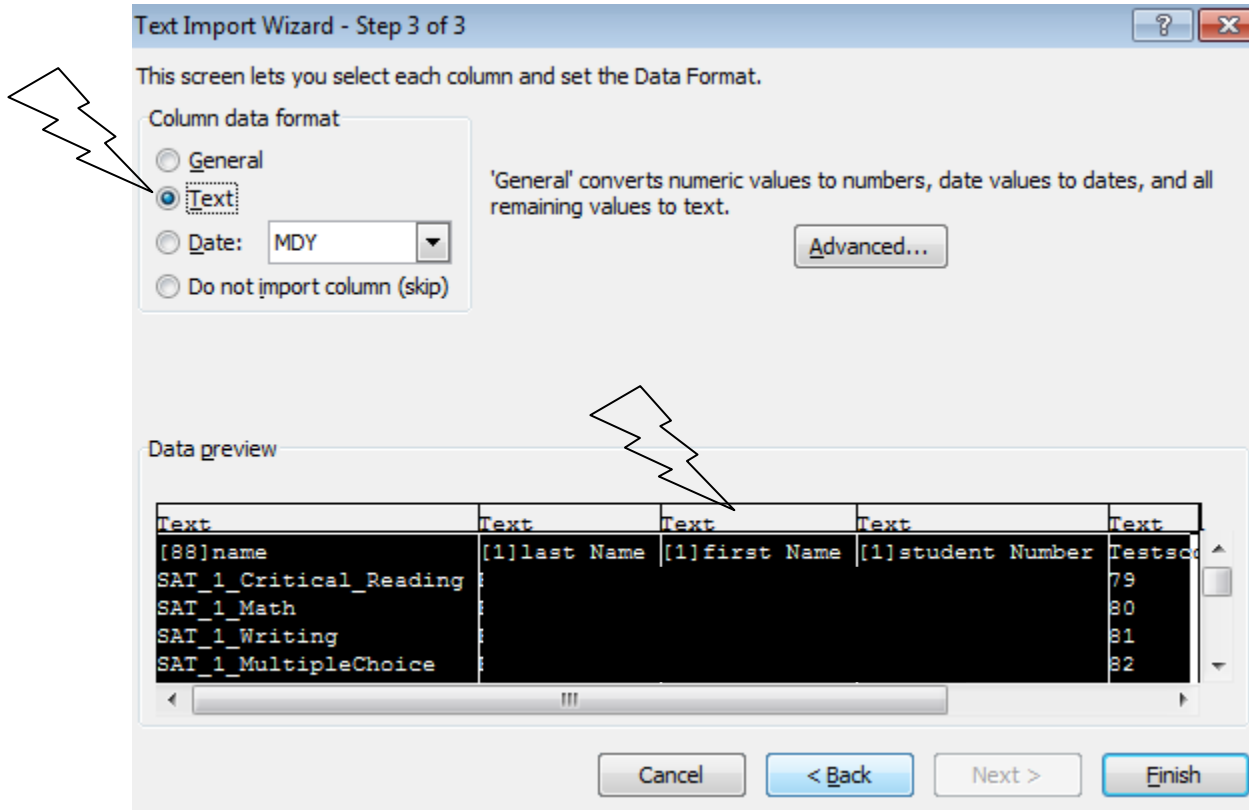 Text Import Wizard - Step 3 of 3
This screen lets you select each column and set the Data Format.
Column data format
General
Text
Date: MDY
Do not import column (skip)
'General' converts numeric values to numbers, date values to dates, and all
remaining values to text.
Advanced...
Data preview
Text Text Text Text Text
[88]name [1]last Name [1]first Name [1]student Number
SAT_1_Critical_Reading 79
SAT_1_Math 80
SAT_1_Writing 81
SAT_1_MultipleChoice 82
Cancel < Back Next > Finish